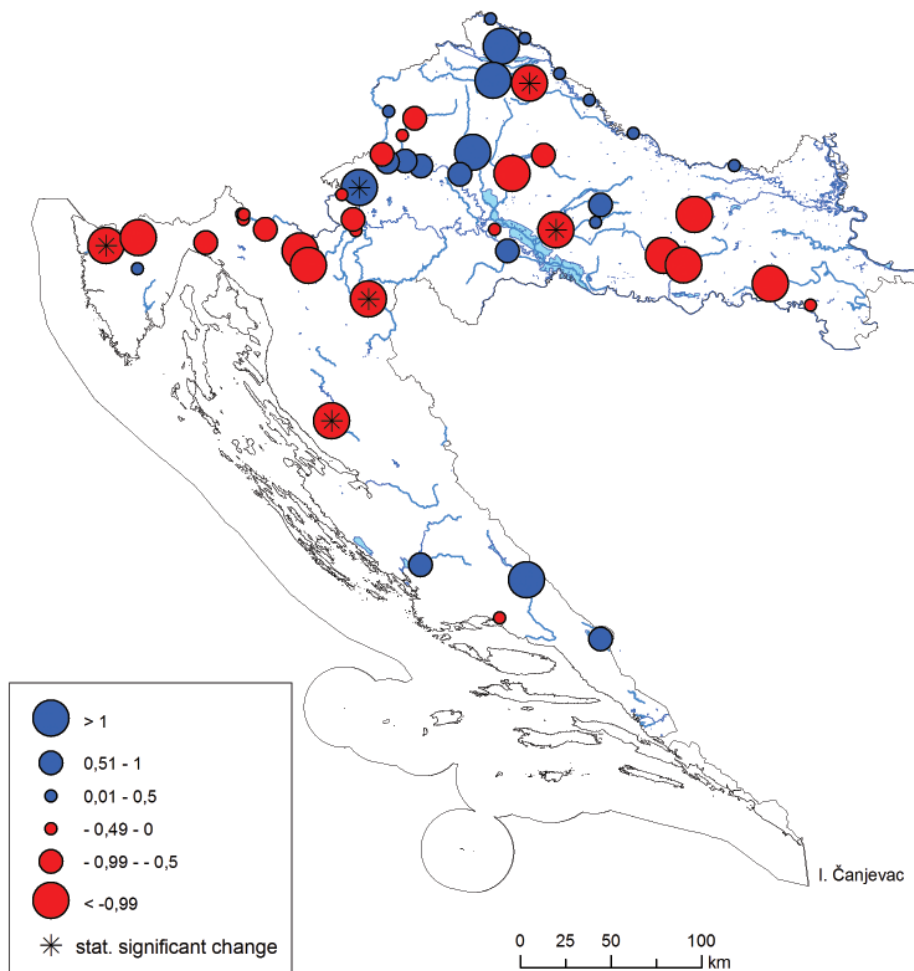 > 1
0,51 - 1
0,01 - 0,5
- 0,49 - 0
- 0,99 - - 0,5
< -0,99
stat. significant change
I. Čanjevac
0 25 50 100
km